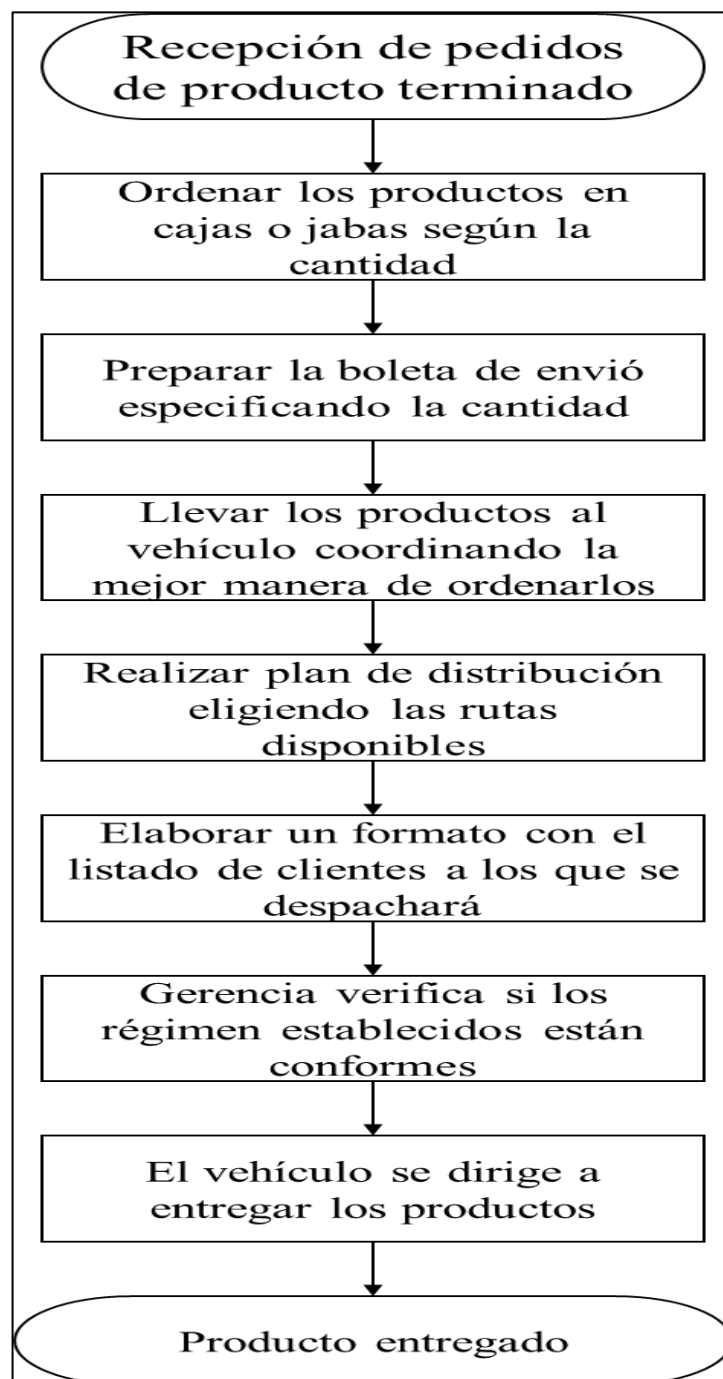 Recepción de pedidos
de producto terminado
Ordenar los productos en
cajas o jabas según la
cantidad
Preparar la boleta de envió
especificando la cantidad
Llevar los productos al
vehículo coordinando la
mejor manera de ordenarlos
Realizar plan de distribución
eligiendo las rutas
disponibles
Elaborar un formato con el
listado de clientes a los que se
despachará
Gerencia verifica si los
régimen establecidos están
conformes
El vehículo se dirige a
entregar los productos
Producto entregado